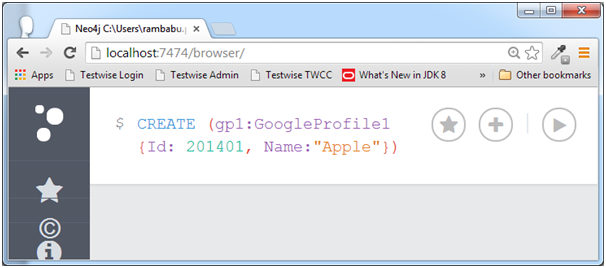 Neo4j C:\Users\rambabu.
localhost:7474/browser/
Apps Testwise Login Testwise Admin Testwise TWCC What's New in JDK 8 » Other bookmarks
$ CREATE (gp1:GoogleProfile1
{Id: 201401, Name:"Apple"})